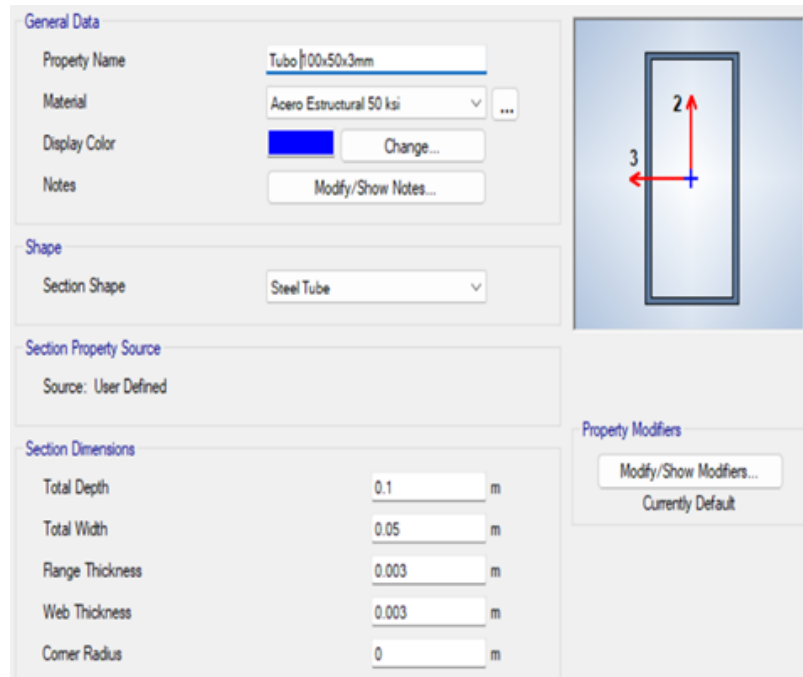 General Data
Property Name Tubo 100x50x3mm
Material Acero Estructural 50 ksi ...
Display Color Change...
Notes Modify/Show Notes...
Shape
Section Shape Steel Tube
Section Property Source
Source: User Defined
Section Dimensions
Total Depth 0.1 m
Total Width 0.05 m
Flange Thickness 0.003 m
Web Thickness 0.003 m
Corner Radius 0 m
2
3
Property Modifiers
Modify/Show Modifiers...
Currently Default